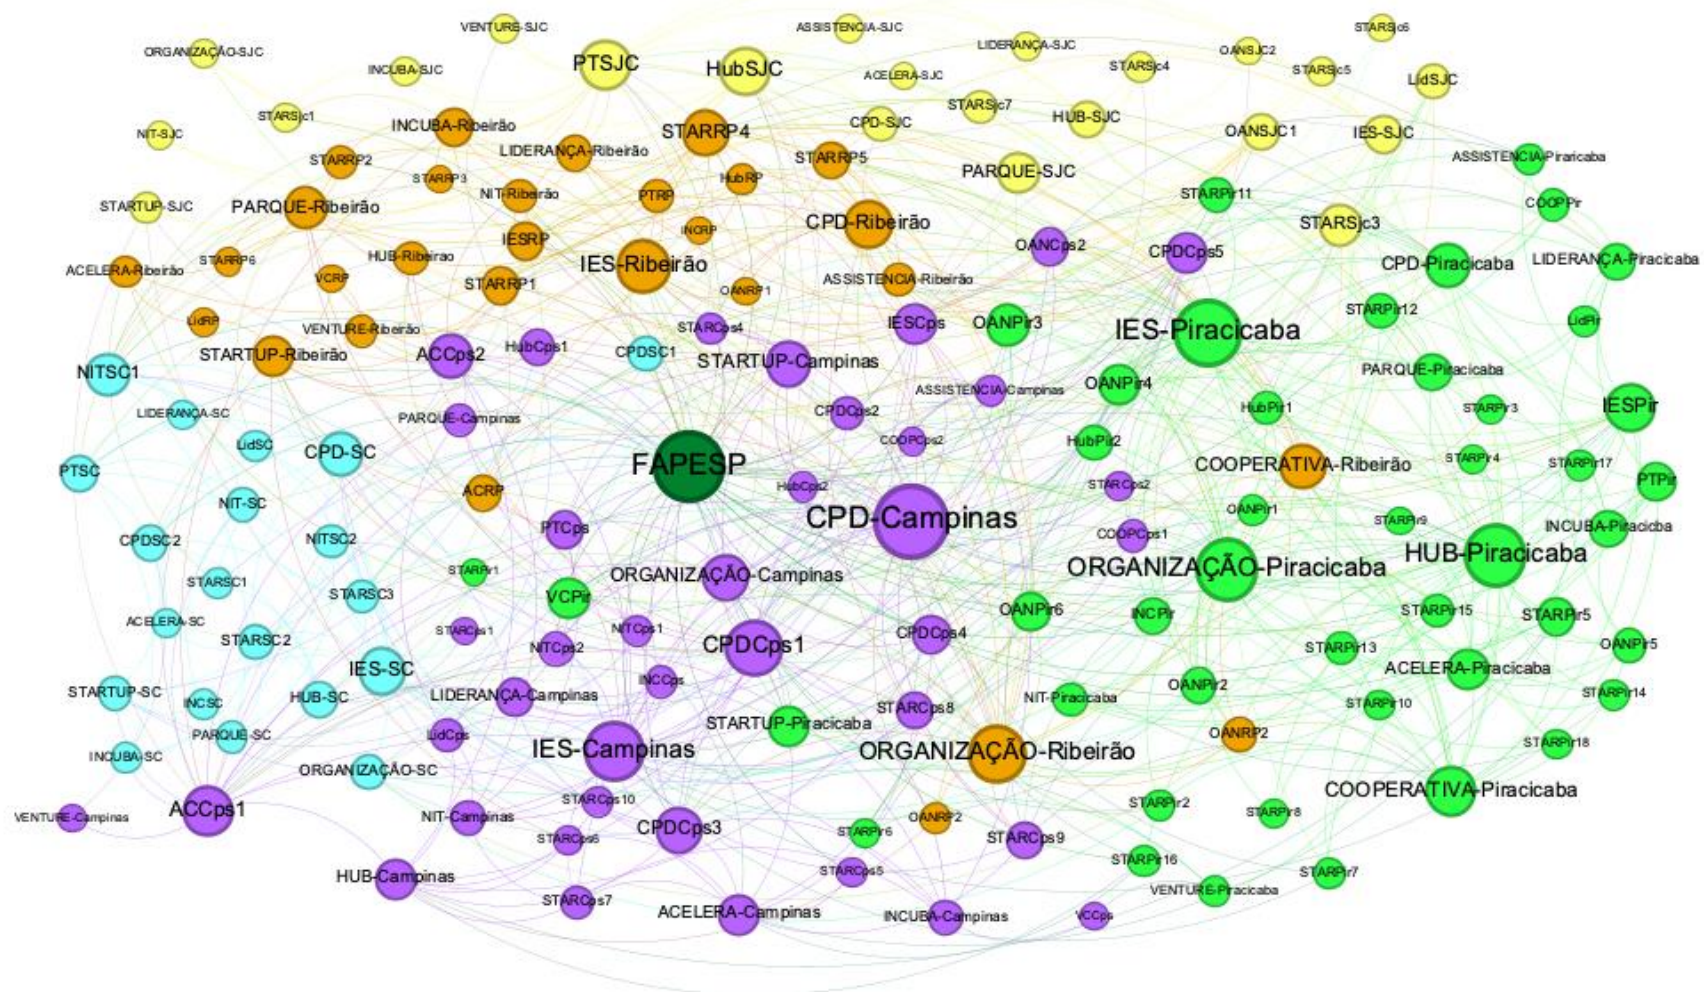 VENTURE-SJC
ASSISTENCIA-SJC
STARSjc6
ORGANIZAÇÃO-SJC
LIDERANÇA-SJC
OANSJC2
PTSJC
HubSJC
INCUBA-SJC
ACELERA-SJC
STARSjc4
STARSjc5
LidSJC
STARSjc1
STARSjc7
NIT-SJC
INCUBA-Ribeirão
STARRP4
CPD-SJC
HUB-SJC
OANSJC1
IES-SJC
STARRP2
LIDERANÇA-Ribeirão
STARRP5
ASSISTENCIA-Piraricaba
STARRP3
HubRP
PARQUE-SJC
STARTUP-SJC
PARQUE-Ribeirão
NIT-Ribeirão
PTRP
STARPir11
COOPPir
CPD-Ribeirão
STARSjc3
IESRP
INCRP
OANCps2
CPDCps5
ACELERA-Ribeirão
STARRP6
HUB-Ribeirao
IES-Ribeirão
CPD-Piracicaba
LIDERANÇA-Piracicaba
VCRP
STARRP1
OANRP1
ASSISTENCIA-Ribeirão
STARPir12
LidRP
VENTURE-Ribeirão
STARCps4
IESCps
OANPir3
IES-Piracicaba
LidPir
STARTUP-Ribeirão
ACCps2
HubCps1
CPDSC1
STARTUP-Campinas
NITSC1
PARQUE-Piracicaba
ASSISTENCIA-Campinas
OANPir4
LIDERANÇA-SC
PARQUE-Campinas
CPDCps2
HubPir1
STARPir3
IESPir
LidSC
CPD-SC
COOPCps2
HubPir2
PTSC
FAPESP
COOPERATIVA-Ribeirão
STARPir4
STARPir17
ACRP
HubCps2
STARCps2
PTPir
NIT-SC
CPD-Campinas
OANPir1
STARPir9
INCUBA-Piracicba
CPDSC2
NITSC2
PTCps
COOPCps1
HUB-Piracicaba
STARSC1
STARPir1
ORGANIZAÇÃO-Campinas
ORGANIZAÇÃO-Piracicaba
STARSC3
VCPir
ACELERA-SC
OANPir6
INCPir
STARPir15
STARPir5
STARSC2
STARCps1
NITCps1
CPDCps1
CPDCps4
NITCps2
STARPir13
OANPir5
IES-SC
ACELERA-Piracicaba
STARTUP-SC
INCSC
HUB-SC
LIDERANÇA-Campinas
INCCps
NIT-Piracicaba
OANPir2
STARPir14
STARCps8
STARPir10
PARQUE-SC
LidCps
STARTUP-Piracicaba
INCUBA-SC
IES-Campinas
ORGANIZAÇÃO-Ribeirão
OANRP2
STARPir18
ORGANIZAÇÃO-SC
COOPERATIVA-Piracicaba
VENTURE-Campinas
ACCps1
STARCps10
STARPir2
STARPir8
NIT-Campinas
OANRP2
STARCps6
CPDCps3
STARPir6
STARCps9
STARPir16
HUB-Campinas
STARCps5
STARPir7
VENTURE-Piracicaba
STARCps7
ACELERA-Campinas
INCUBA-Campinas
VCCps